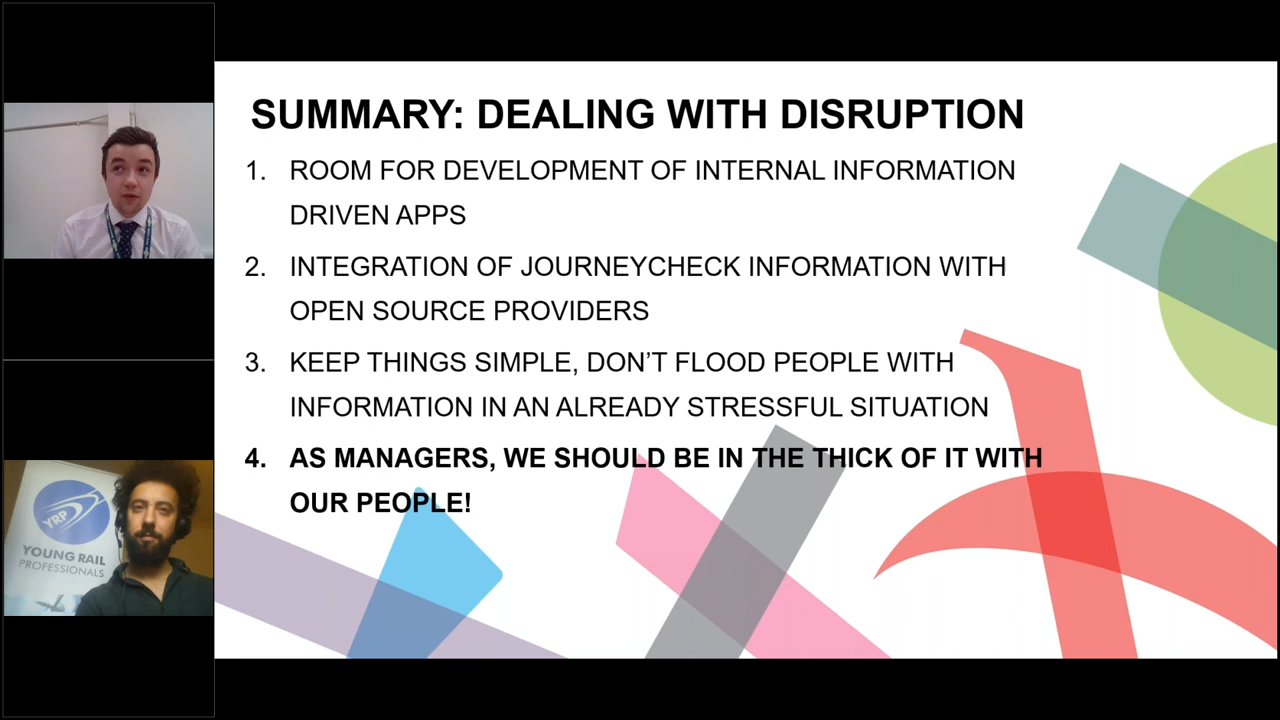 SUMMARY: DEALING WITH DISRUPTION
1. ROOM FOR DEVELOPMENT OF INTERNAL INFORMATION
DRIVEN APPS
2. INTEGRATION OF JOURNEYCHECK INFORMATION WITH
OPEN SOURCE PROVIDERS
3. KEEP THINGS SIMPLE, DON’T FLOOD PEOPLE WITH
INFORMATION IN AN ALREADY STRESSFUL SITUATION
4. AS MANAGERS, WE SHOULD BE IN THE THICK OF IT WITH
OUR PEOPLE!
YRP
YOUNG RAIL
PROFESSIONALS